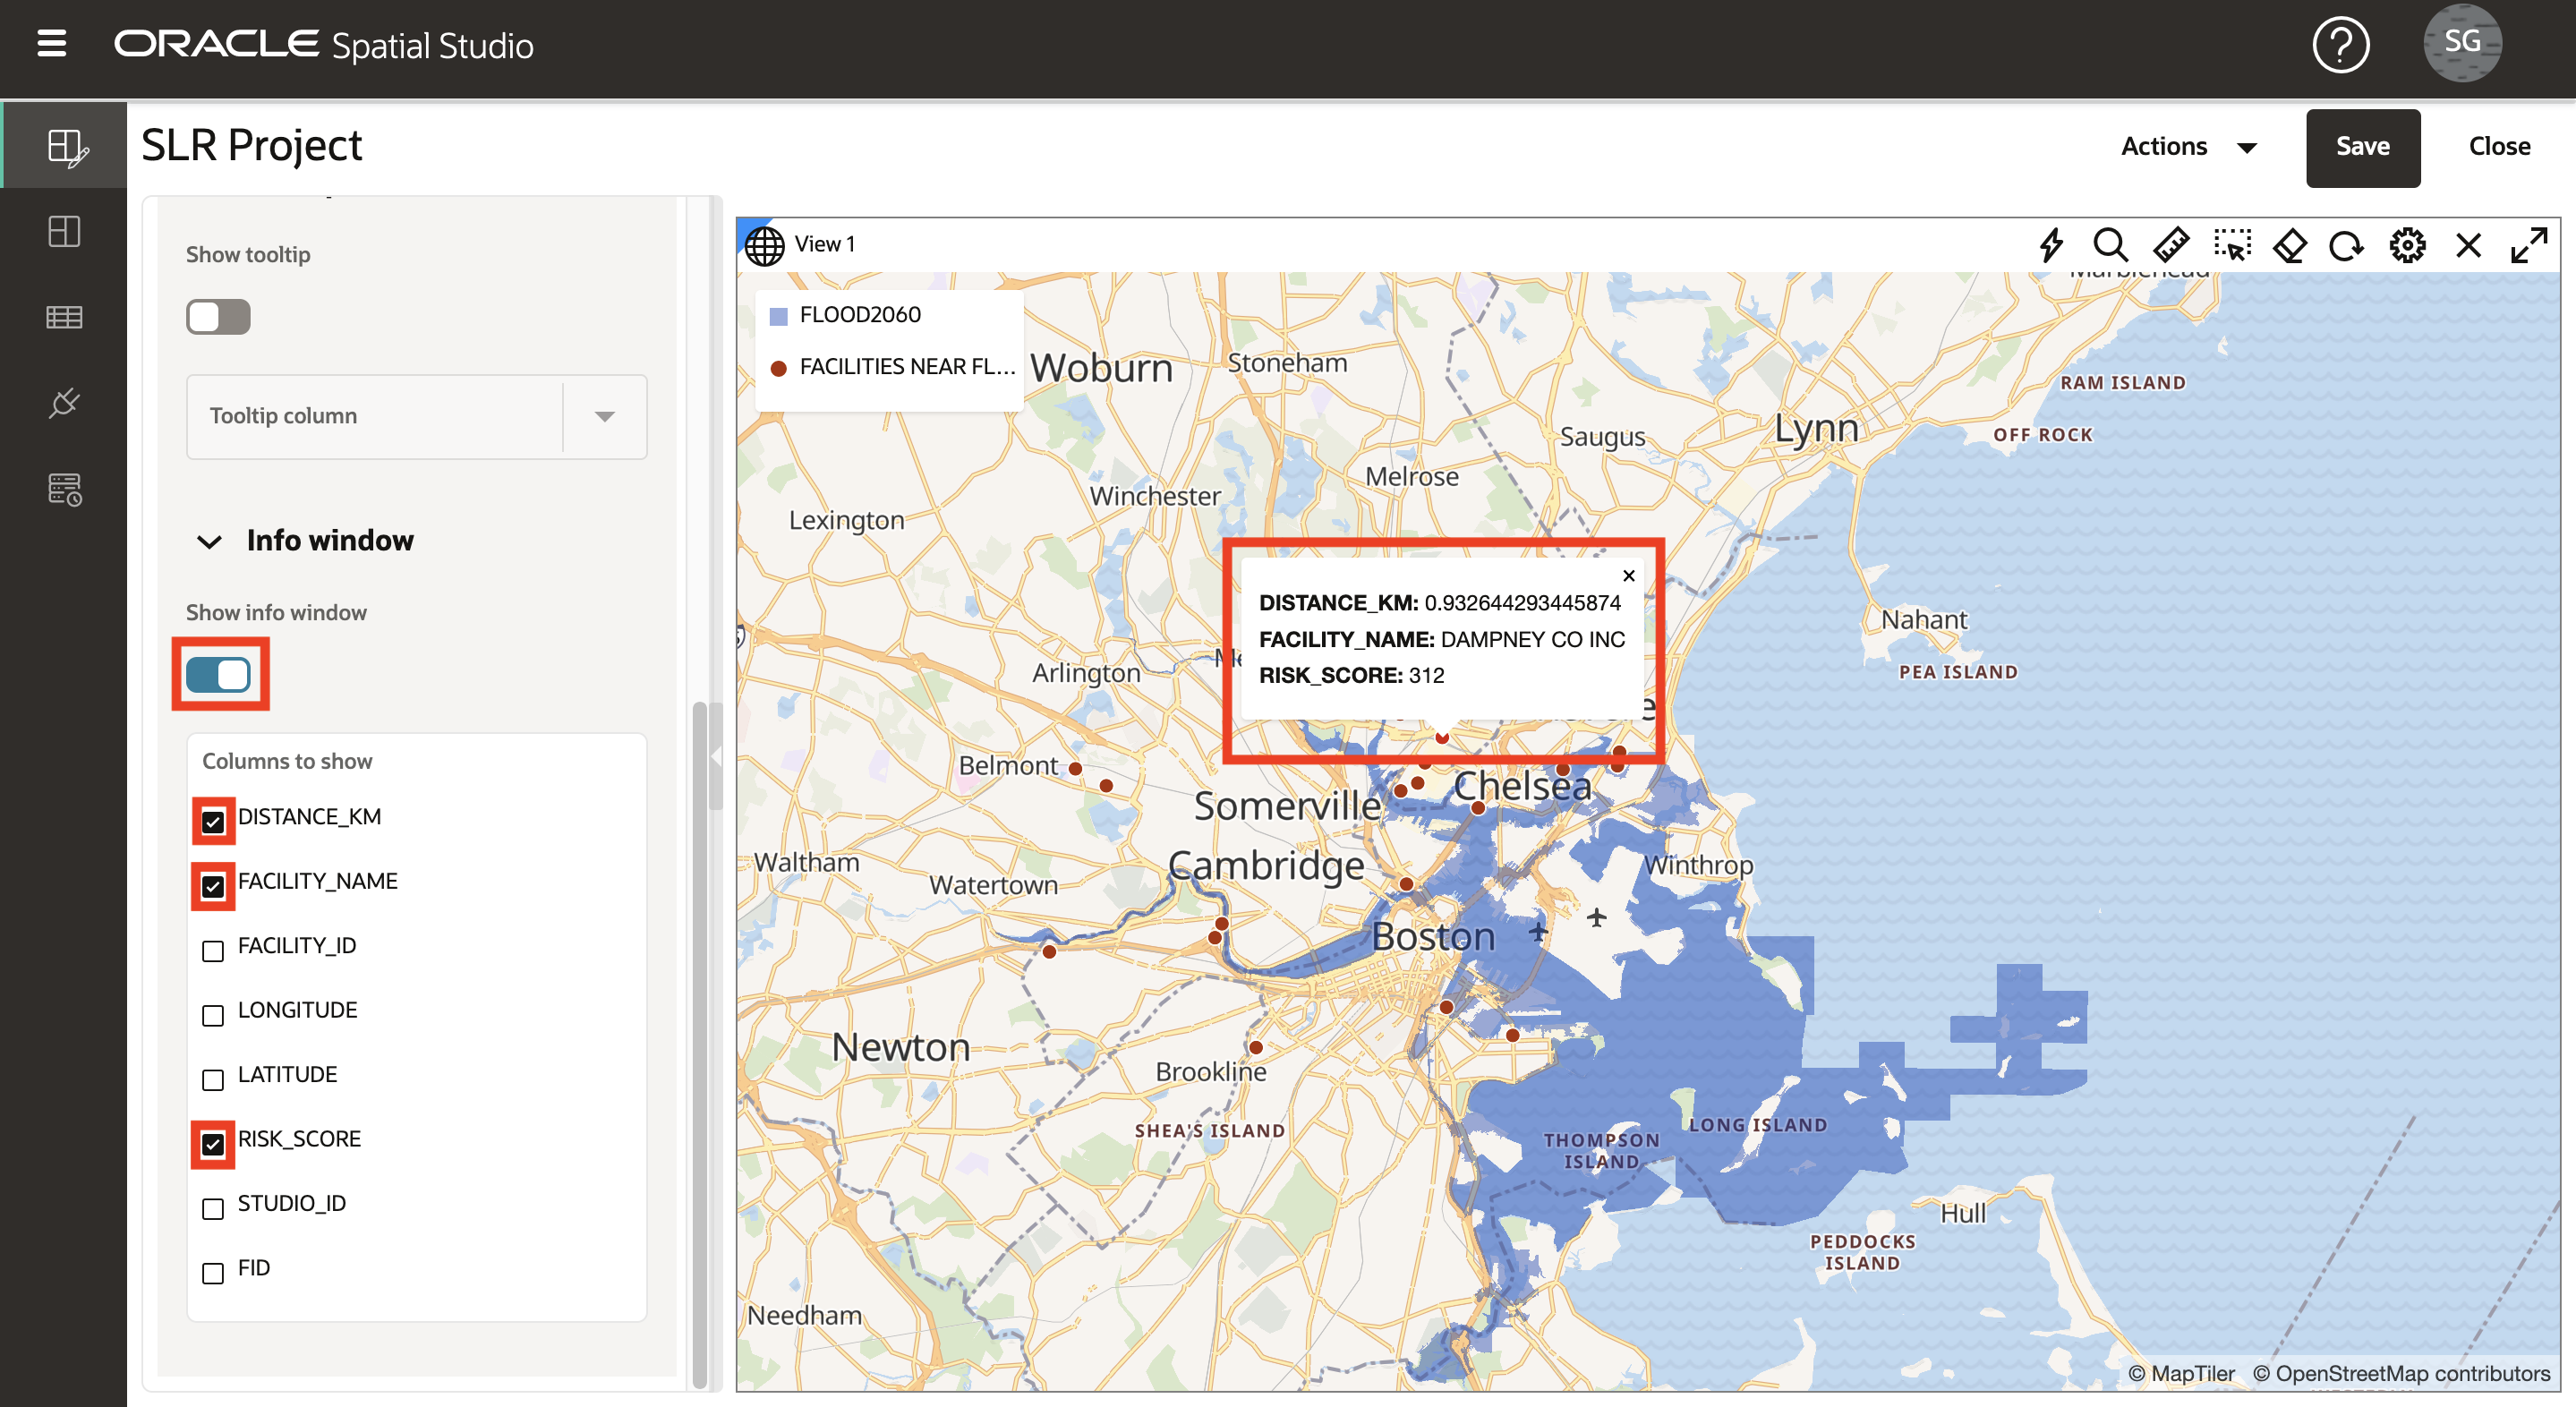 ORACLE Spatial Studio
SG
SLR Project
Actions
Save
Close
Show tooltip
Tooltip column
Info window
Show info window
Columns to show
DISTANCE_KM
FACILITY_NAME
FACILITY_ID
LONGITUDE
LATITUDE
RISK_SCORE
STUDIO_ID
FID
View 1
FLOOD2060
FACILITIES NEAR FL...
Woburn
Stoneham
RAM ISLAND
Lynn
OFF ROCK
Saugus
Melrose
Winchester
Lexington
DISTANCE_KM: 0.932644293445874
FACILITY_NAME: DAMPNEY CO INC
RISK_SCORE: 312
Nahant
PEA ISLAND
Arlington
Belmont
Chelsea
Somerville
Waltham
Cambridge
Winthrop
Watertown
Boston
Newton
Brookline
SHEA'S ISLAND
LONG ISLAND
THOMPSON
ISLAND
Hull
PEDDOCKS
ISLAND
Needham
© MapTiler © OpenStreetMap contributors